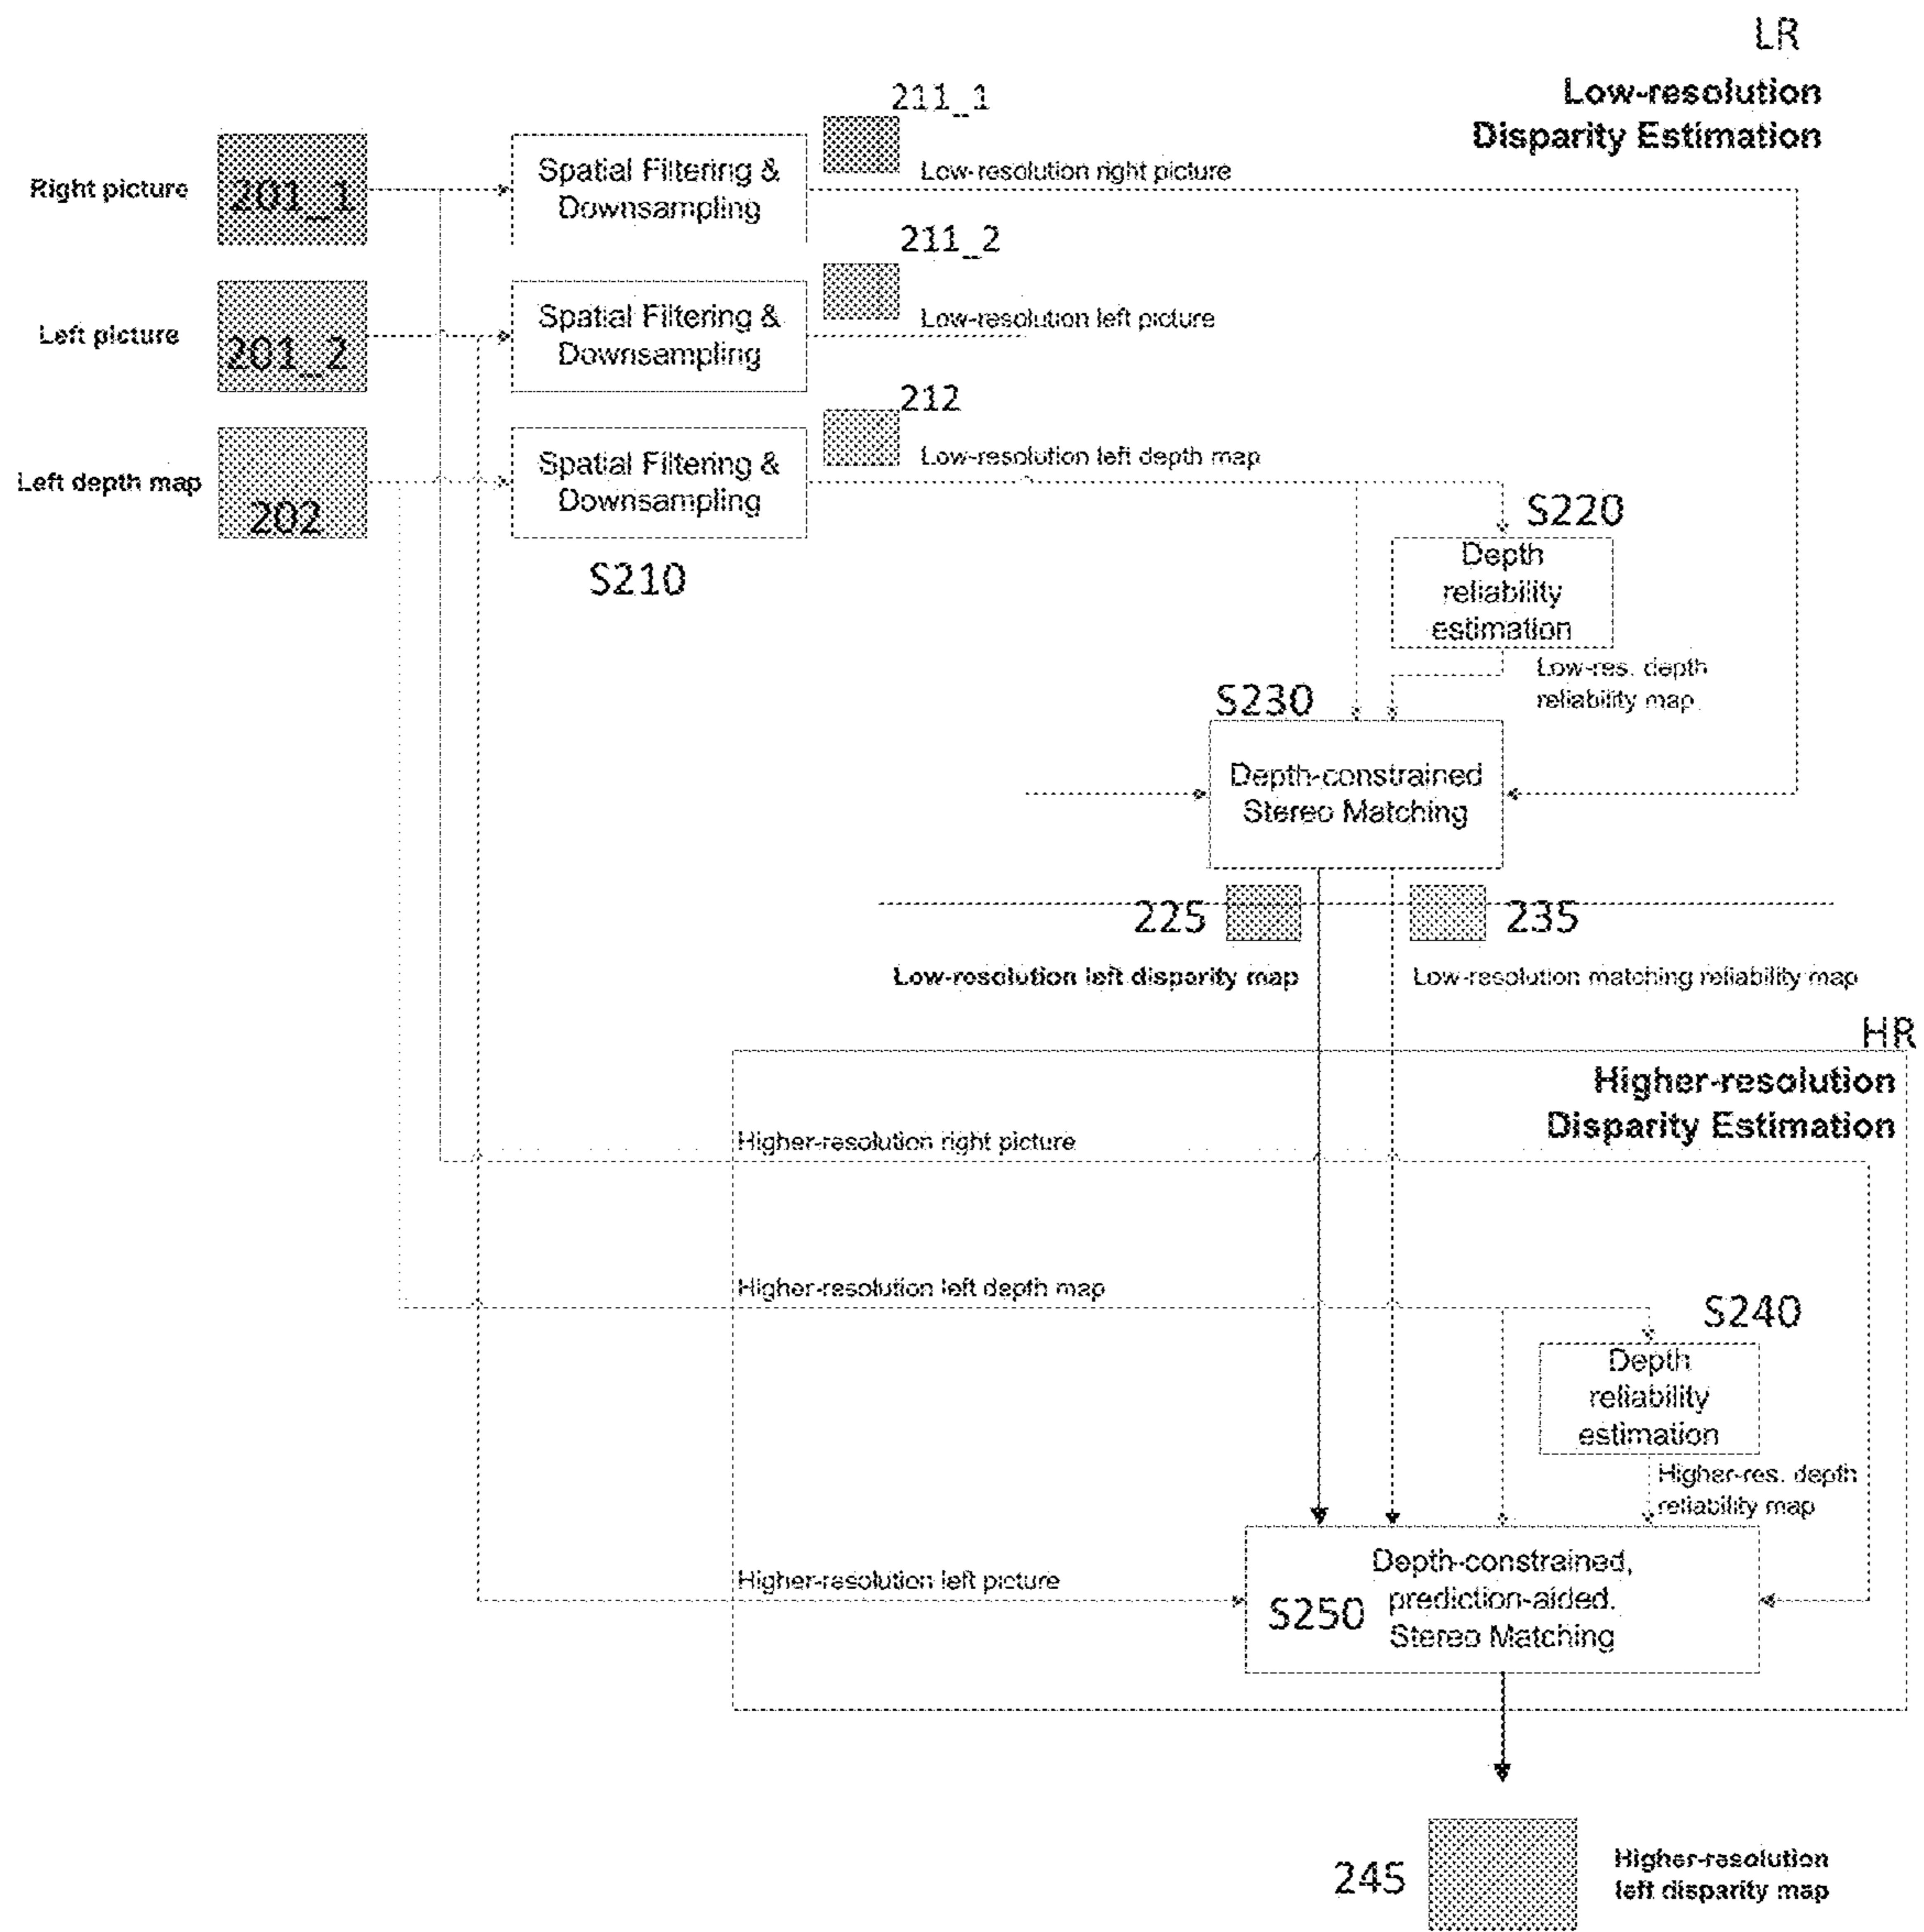 LR
Low-resolution
Disparity Estimation
211_1
Right picture
201_1
Spatial Filtering &
Downsampling
Low-resolution right picture
211_2
Left picture
201_2
Spatial Filtering &
Downsampling
Low-resolution left picture
212
Left depth map
202
Spatial Filtering &
Downsampling
Low-resolution left depth map
S210
S220
Depth
reliability
estimation
Low-res. depth
reliability map
S230
Depth-constrained
Stereo Matching
225
235
Low-resolution left disparity map
Low-resolution matching reliability map
HR
Higher-resolution
Disparity Estimation
Higher-resolution right picture
Higher-resolution left depth map
S240
Depth
reliability
estimation
Higher-res. depth
reliability map
Higher-resolution left picture
S250
Depth-constrained,
prediction-aided.
Stereo Matching
245
Higher-resolution
left disparity map